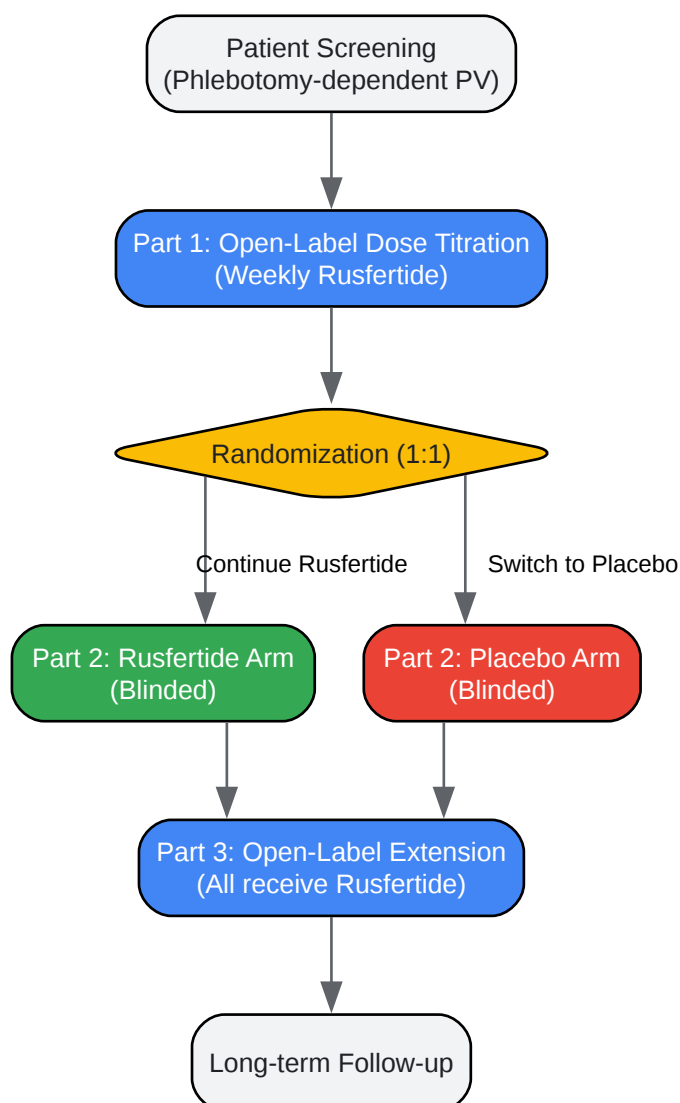 Patient Screening
(Phlebotomy-dependent PV)
Part 1: Open-Label Dose Titration
(Weekly Rusfertide)
Randomization (1:1)
Continue Rusfertide
Switch to Placebo
Part 2: Rusfertide Arm
(Blinded)
Part 2: Placebo Arm
(Blinded)
Part 3: Open-Label Extension
(All receive Rusfertide)
Long-term Follow-up